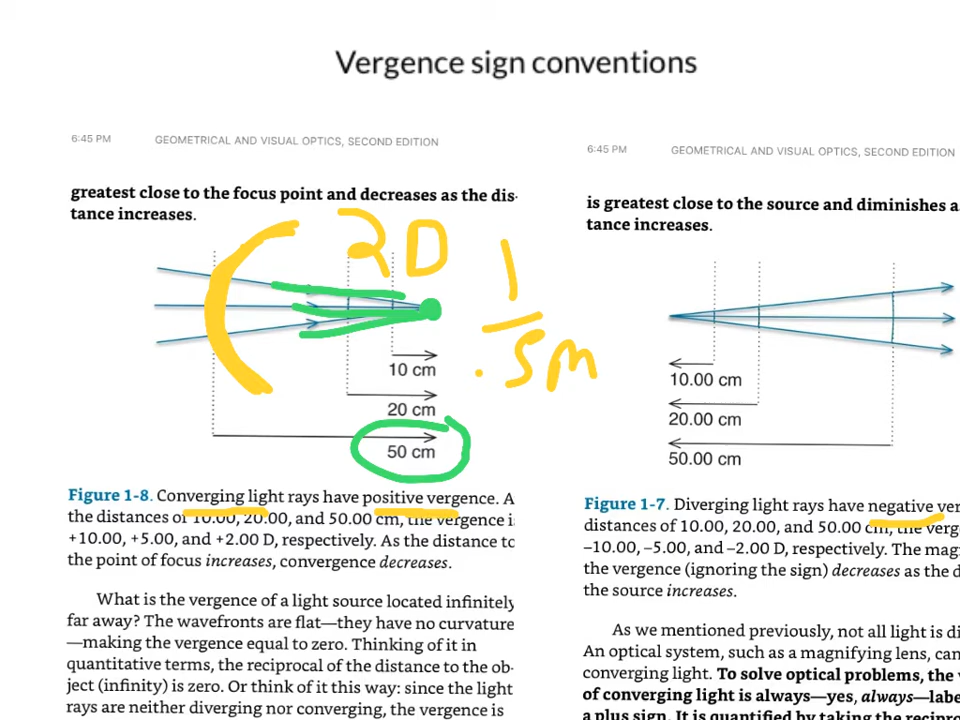 Vergence sign conventions
6:45 PM GEOMETRICAL AND VISUAL OPTICS, SECOND EDITION
greatest close to the focus point and decreases as the dis-
tance increases.
2D
1
.5m
10 cm
20 cm
50 cm
Figure 1-8. Converging light rays have positive vergence. A
the distances of 10.00, 20.00, and 50.00 cm, the vergence i
+10.00, +5.00, and +2.00 D, respectively. As the distance to
the point of focus increases, convergence decreases.
What is the vergence of a light source located infinitely
far away? The wavefronts are flat—they have no curvature
—making the vergence equal to zero. Thinking of it in
quantitative terms, the reciprocal of the distance to the ob-
ject (infinity) is zero. Or think of it this way: since the light
rays are neither diverging nor converging, the vergence is
6:45 PM GEOMETRICAL AND VISUAL OPTICS, SECOND EDITION
is greatest close to the source and diminishes a
tance increases.
10.00 cm
20.00 cm
50.00 cm
Figure 1-7. Diverging light rays have negative ver
distances of 10.00, 20.00, and 50.00 cm, the verg
−10.00, −5.00, and −2.00 D, respectively. The mag
the vergence (ignoring the sign) decreases as the d
the source increases.
As we mentioned previously, not all light is di
An optical system, such as a magnifying lens, can
converging light. To solve optical problems, the
of converging light is always—yes, always—labe
a plus sign. It is quantified by taking the recipro